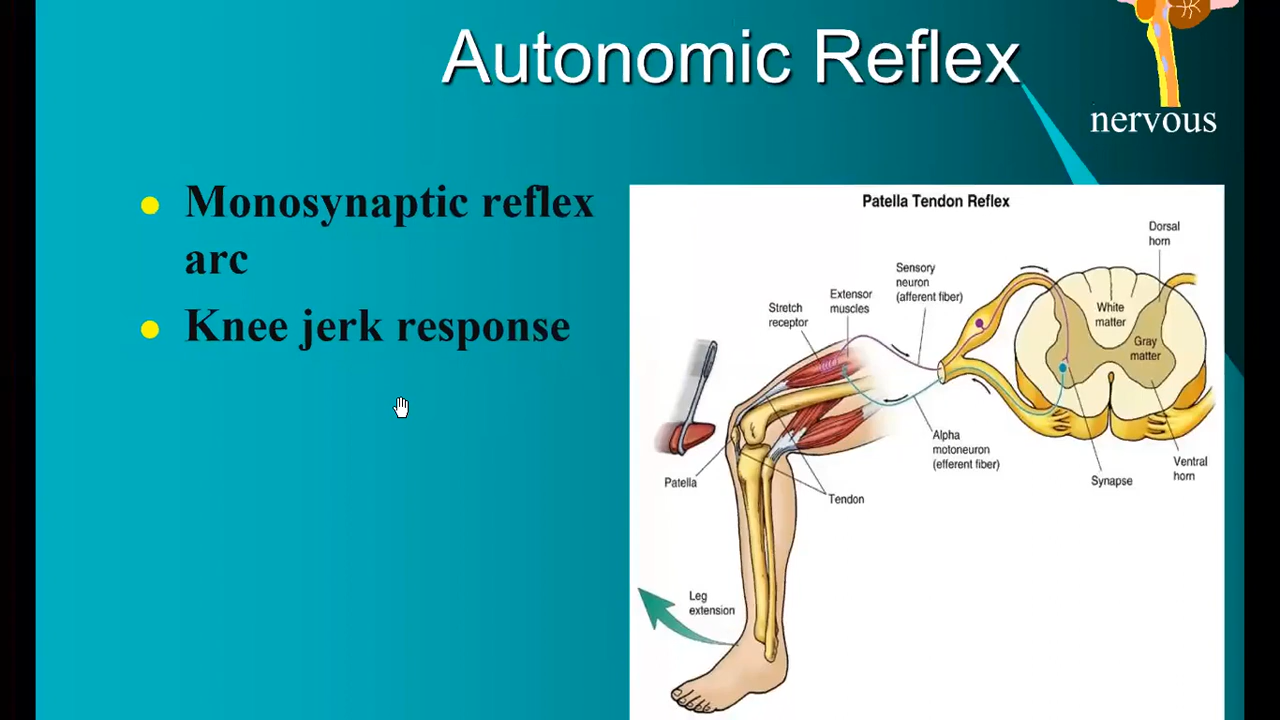 Autonomic Reflex
nervous
Monosynaptic reflex
arc
Knee jerk response
Patella Tendon Reflex
Dorsal
horn
Sensory
neuron
(afferent fiber)
Extensor
muscles
Stretch
receptor
White
matter
Gray
matter
Alpha
motoneuron
(efferent fiber)
Patella
Tendon
Synapse
Ventral
horn
Leg
extension